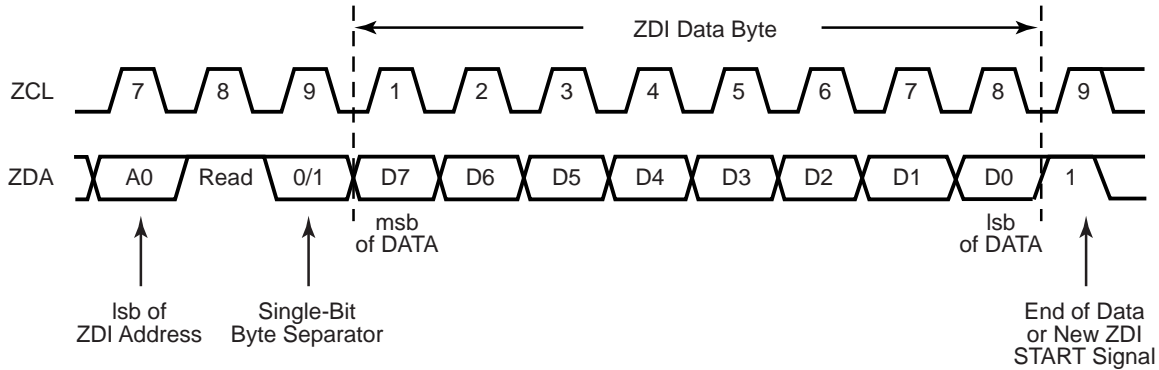 ZDI Data Byte
ZCL 7 8 9 1 2 3 4 5 6 7 8 9
ZDA A0 Read 0/1 D7 D6 D5 D4 D3 D2 D1 D0 1
msb
of DATA
lsb
of DATA
lsb of
ZDI Address
Single-Bit
Byte Separator
End of Data
or New ZDI
START Signal